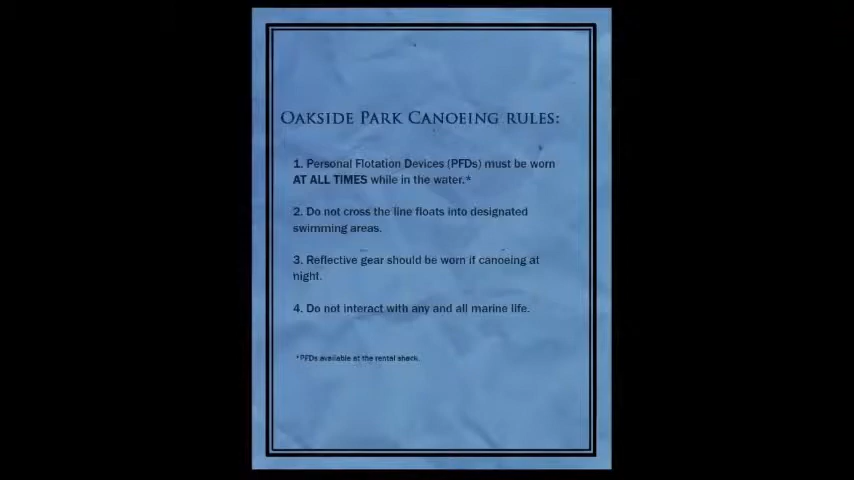 OAKSIDE PARK CANOEING RULES:
1. Personal Flotation Devices (PFDs) must be worn
AT ALL TIMES while in the water.*
2. Do not cross the line floats into designated
swimming areas.
3. Reflective gear should be worn if canoeing at
night.
4. Do not interact with any and all marine life.
*PFDs available at the rental shack.